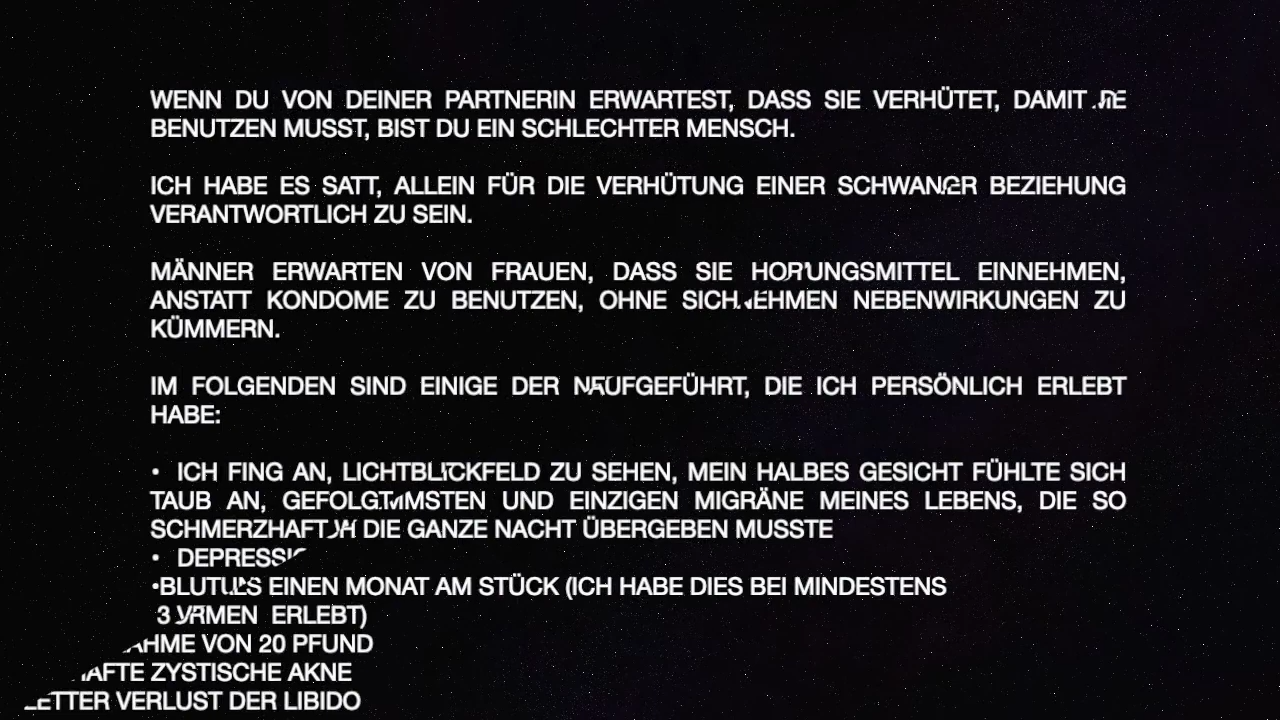 WENN DU VON DEINER PARTNERIN ERWARTEST, DASS SIE VERHÜTET, DAMIT
BENUTZEN MUSST, BIST DU EIN SCHLECHTER MENSCH.
ICH HABE ES SATT, ALLEIN FÜR DIE VERHÜTUNG EINER BEZIEHUNG
VERANTWORTLICH ZU SEIN.
MÄNNER ERWARTEN VON FRAUEN, DASS SIE EINNEHMEN,
ANSTATT KONDOME ZU BENUTZEN, OHNE NEBENWIRKUNGEN ZU
KÜMMERN.
IM FOLGENDEN SIND EINIGE DER DIE ICH PERSÖNLICH ERLEBT
HABE:
• ICH FING AN, ZU SEHEN, MEIN HALBES GESICHT FÜHLTE SICH
TAUB AN, UND EINZIGEN MIGRÄNE MEINES LEBENS, DIE SO
DIE GANZE NACHT ÜBERGEBEN MUSSTE
•
• EINEN MONAT AM STÜCK (ICH HABE DIES BEI MINDESTENS
3 ERLEBT)
VON 20 PFUND
ZYSTISCHE AKNE
VERLUST DER LIBIDO